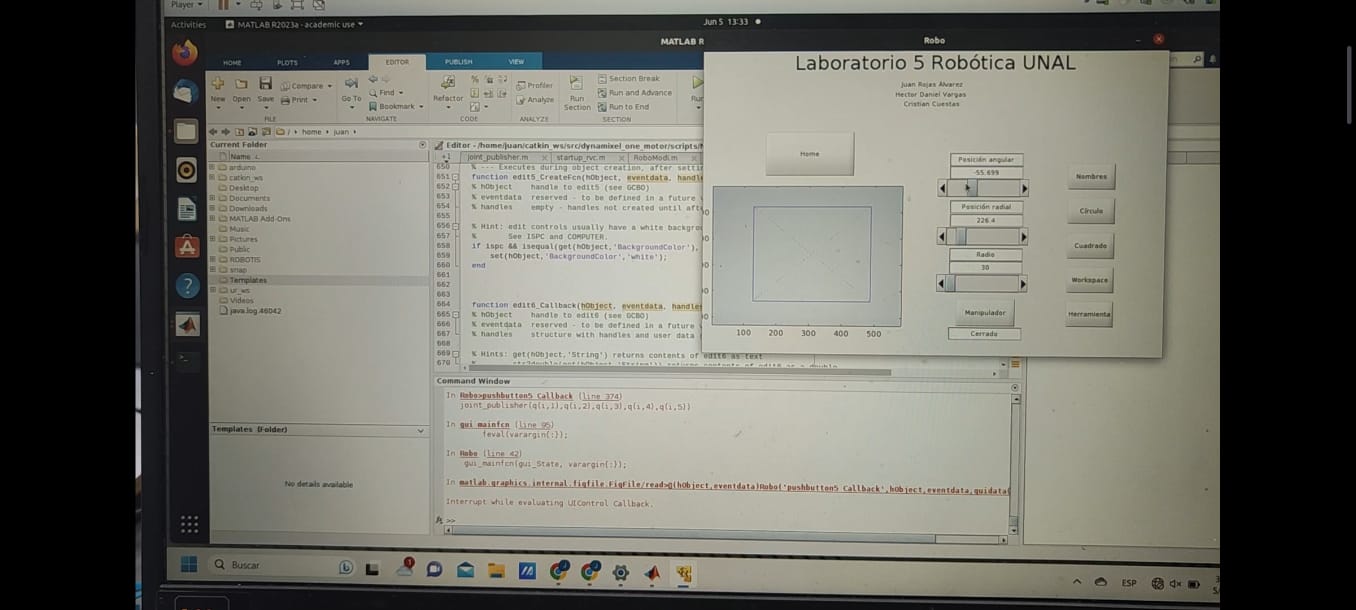 Player
Activities
MATLAB R2023a - academic use
Jun 5 13:33
MATLAB R
Robo
HOME
PLOTS
APPS
EDITOR
PUBLISH
VIEW
New
Open
Save
Compare
Print
Go To
Find
Bookmark
Refactor
Profiler
Analyze
Run
Section
Section Break
Run and Advance
Run to End
Run
FILE
NAVIGATE
CODE
ANALYZE
SECTION
/ home juan
Current Folder
Name
arduino
catkin_ws
Desktop
Documents
Downloads
MATLAB Add-Ons
Music
Pictures
Public
ROBOTIS
snap
Templates
ur_ws
Videos
java.log.46042
Templates (Folder)
No details available
Editor - /home/juan/catkin_ws/src/dynamixel_one_motor/scripts/
joint_publisher.m
startup_rvc.m
RoboModi.m
650 % --- Executes during object creation, after setti
651 function edit5_CreateFcn(hObject, eventdata, handl
652 % hObject handle to edit5 (see GCBO)
653 % eventdata reserved - to be defined in a future
654 % handles empty - handles not created until aft
655
656 % Hint: edit controls usually have a white backgro
657 % See ISPC and COMPUTER.
658 if ispc && isequal(get(hObject,'BackgroundColor'),
659 set(hObject,'BackgroundColor','white');
660 end
661
662
663
664 function edit6_Callback(hObject, eventdata, handles
665 % hObject handle to edit6 (see GCBO)
666 % eventdata reserved - to be defined in a future
667 % handles structure with handles and user data
668
669 % Hints: get(hObject,'String') returns contents of edit6 as text
670 % str2double(get(hObject,'String')) returns contents of edit6 as a double
Command Window
In Robo>pushbutton5_Callback (line 374)
joint_publisher(q(i,1),q(i,2),q(i,3),q(i,4),q(i,5))
In gui_mainfcn (line 95)
feval(varargin{:});
In Robo (line 42)
gui_mainfcn(gui_State, varargin{:});
In matlab.graphics.internal.figfile.FigFile/read>@(hObject,eventdata)Robo('pushbutton5_Callback',hObject,eventdata,guidata(
Interrupt while evaluating UIControl Callback.
fx >>
Laboratorio 5 Robótica UNAL
Juan Rojas Álvarez
Hector Daniel Vargas
Cristian Cuestas
Home
Posición angular
-55.699
Posición radial
226.4
Radio
30
Manipulador
Cerrado
Nombres
Círculo
Cuadrado
Workspace
Herramienta
100 200 300 400 500
Buscar
ESP